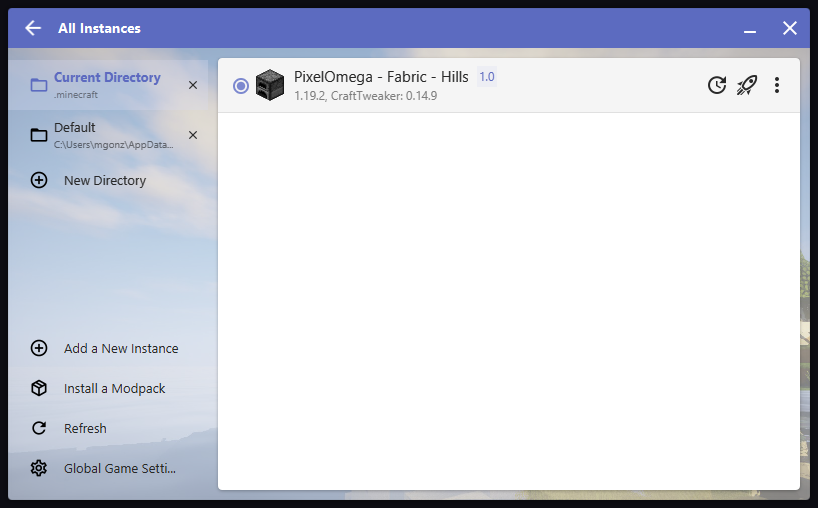 All Instances
Current Directory
.minecraft
Default
C:\Users\mgonz\AppData...
New Directory
Add a New Instance
Install a Modpack
Refresh
Global Game Setti...
PixelOmega - Fabric - Hills 1.0
1.19.2, CraftTweaker: 0.14.9